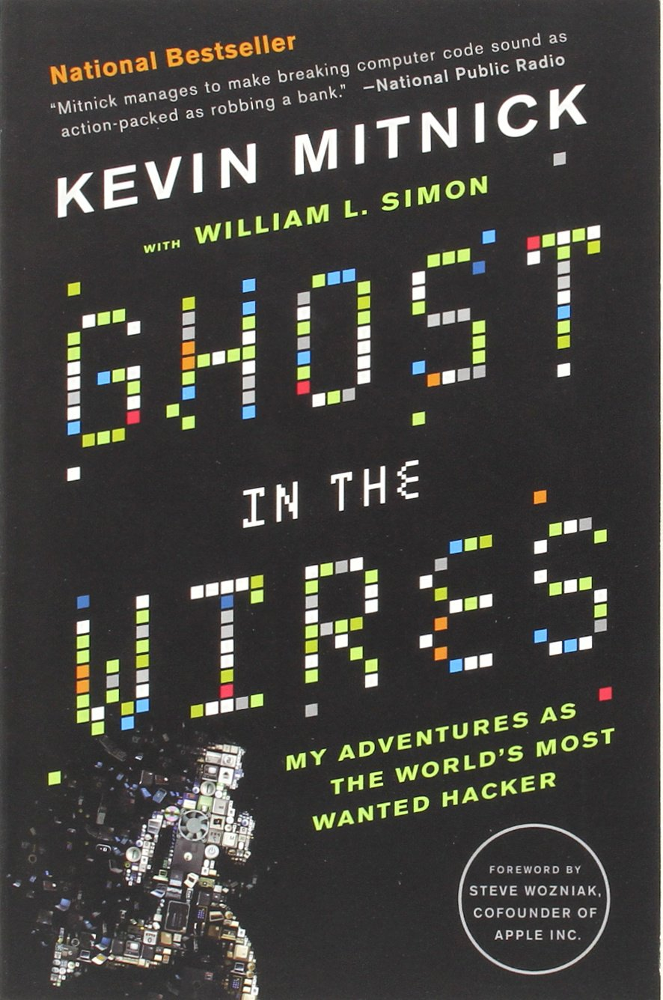 National Bestseller
“Mitnick manages to make breaking computer code sound as
action-packed as robbing a bank.” —National Public Radio
KEVIN MITNICK
WITH WILLIAM L. SIMON
GHOST
IN THE
WIRES
MY ADVENTURES AS
THE WORLD’S MOST
WANTED HACKER
FOREWORD BY
STEVE WOZNIAK,
COFOUNDER OF
APPLE INC.